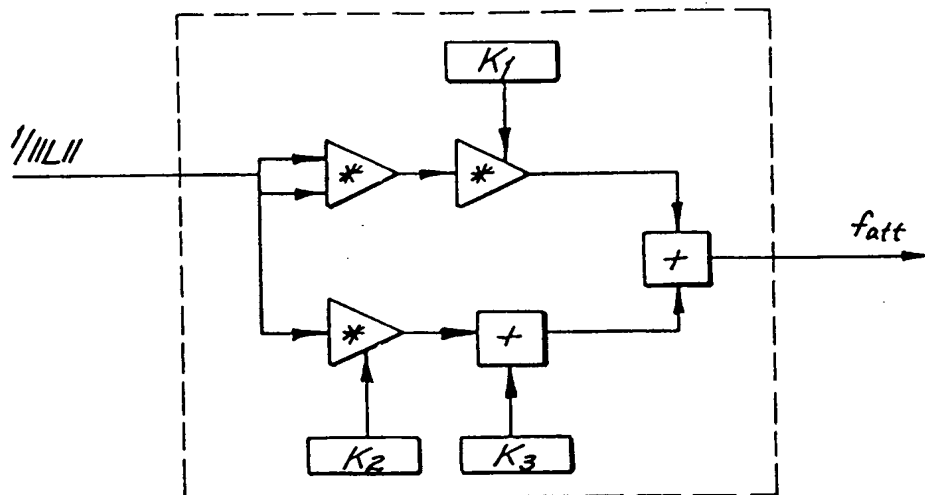 K1
1/||L||
*
*
fatt
+
*
+
K2
K3